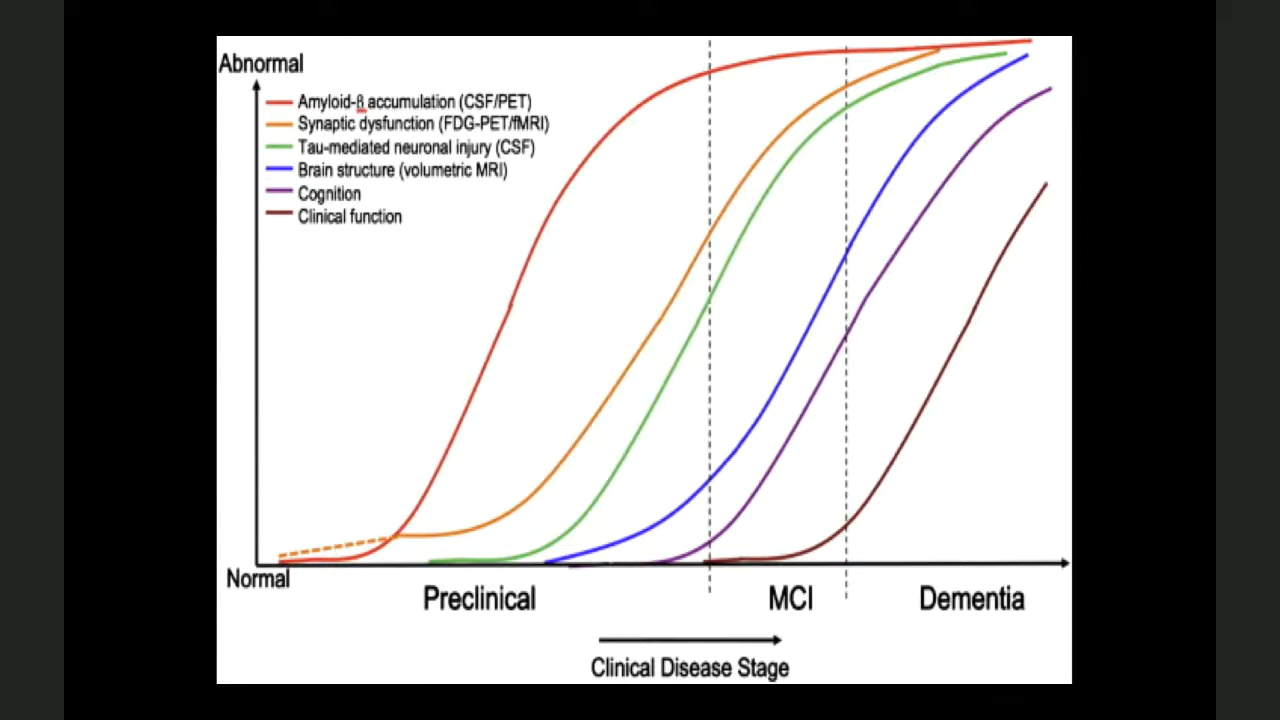 Abnormal
Amyloid-β accumulation (CSF/PET)
Synaptic dysfunction (FDG-PET/fMRI)
Tau-mediated neuronal injury (CSF)
Brain structure (volumetric MRI)
Cognition
Clinical function
Normal
Preclinical MCI Dementia
Clinical Disease Stage